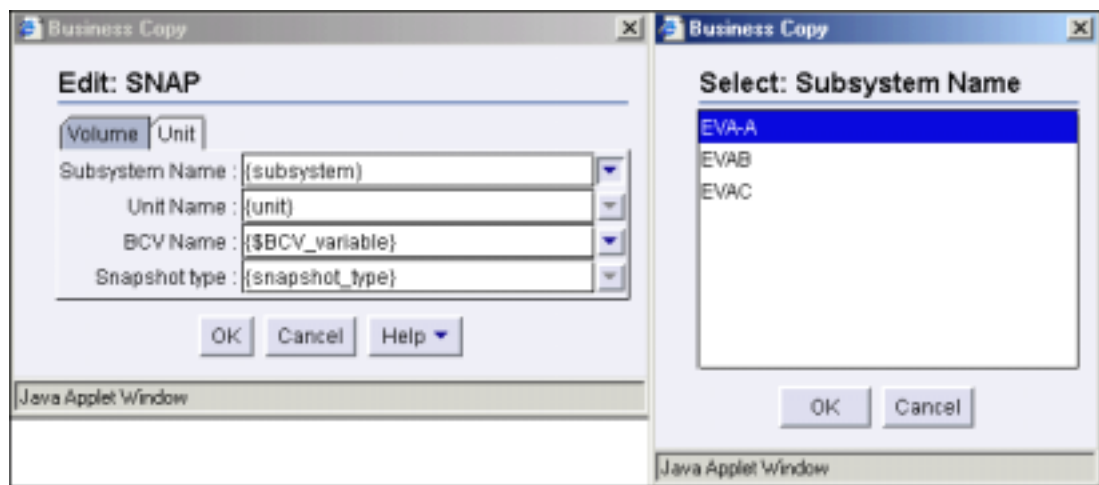 Business Copy
Edit: SNAP
Volume Unit
Subsystem Name : {subsystem}
Unit Name : {unit}
BCV Name : {$BCV_variable}
Snapshot type : {snapshot_type}
OK Cancel Help
Java Applet Window
Business Copy
Select: Subsystem Name
EVA-A
EVAB
EVAC
OK Cancel
Java Applet Window